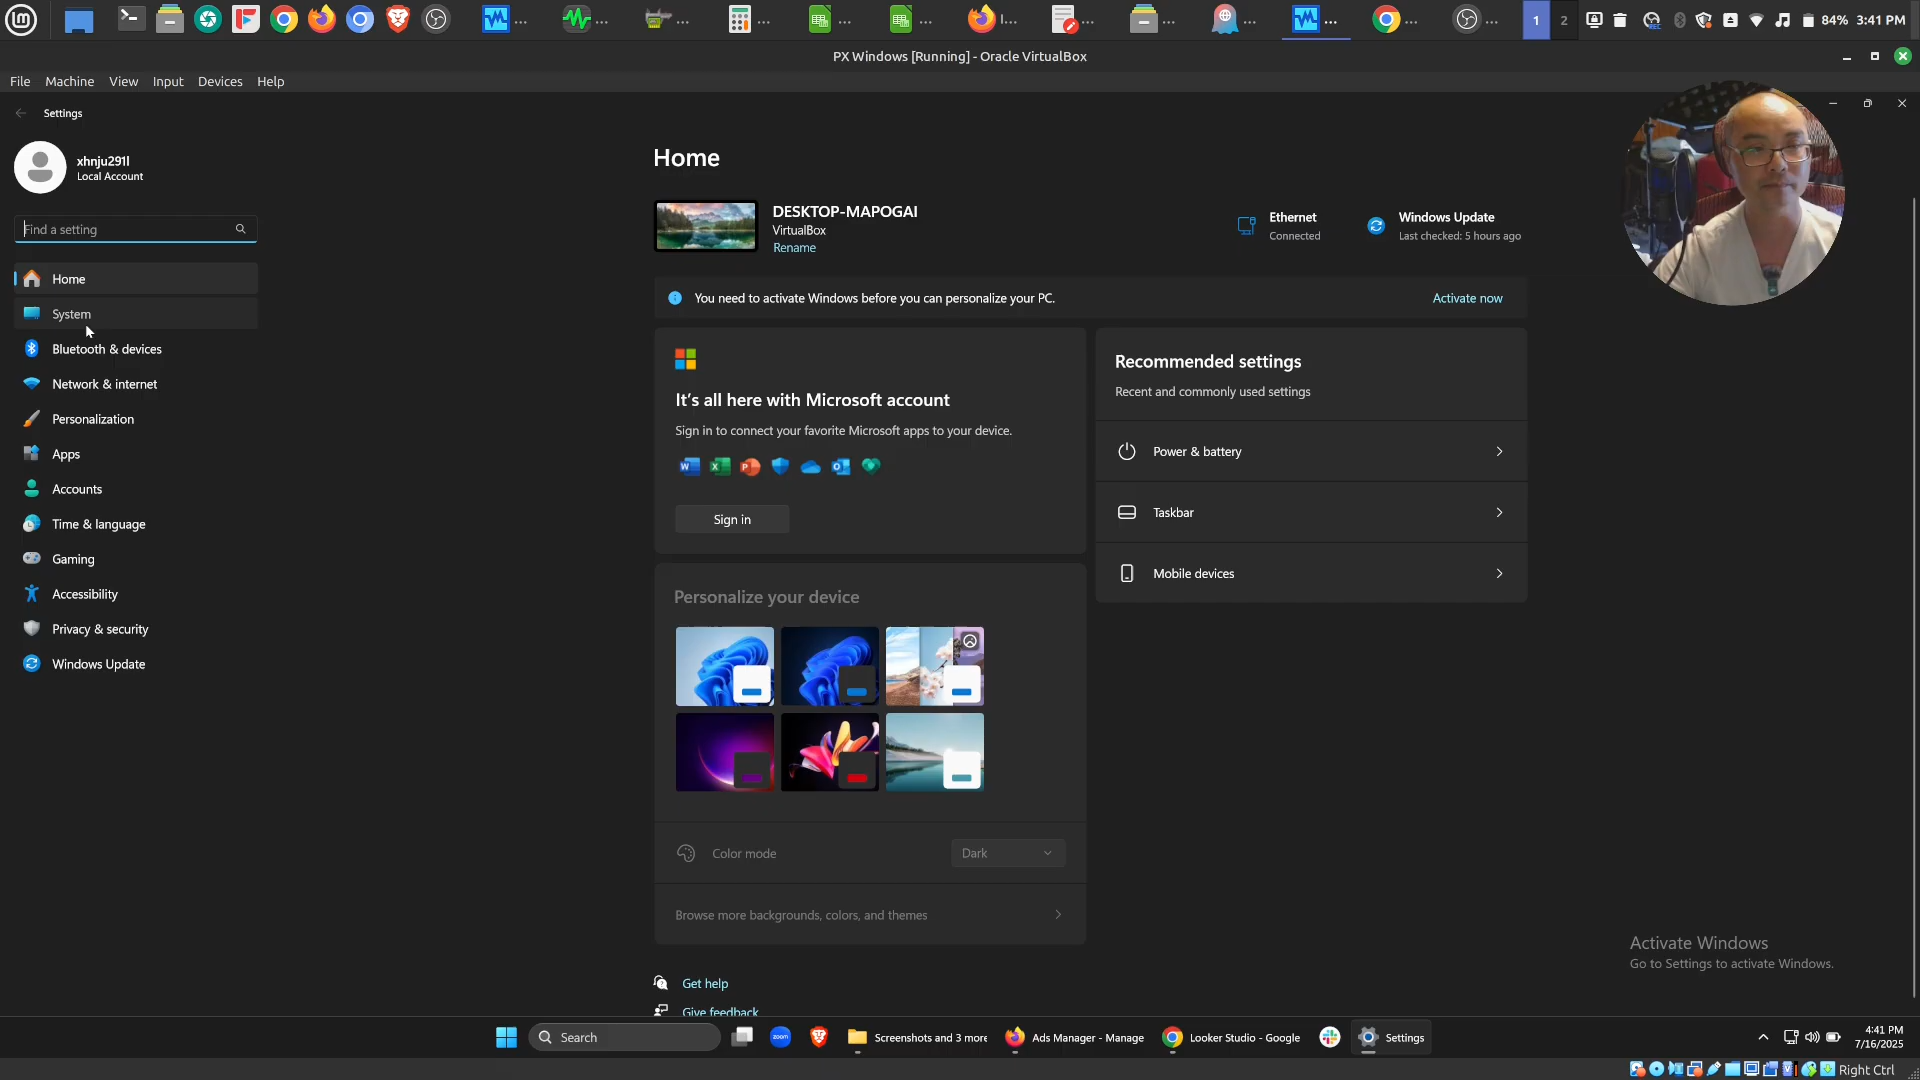 1
2
84%
3:41 PM
PX Windows [Running] - Oracle VirtualBox
File
Machine
View
Input
Devices
Help
Settings
xhnju291l
Local Account
Find a setting
Home
System
Bluetooth & devices
Network & internet
Personalization
Apps
Accounts
Time & language
Gaming
Accessibility
Privacy & security
Windows Update
Home
DESKTOP-MAPOGAI
VirtualBox
Rename
Ethernet
Connected
Windows Update
Last checked: 5 hours ago
You need to activate Windows before you can personalize your PC.
Activate now
It's all here with Microsoft account
Sign in to connect your favorite Microsoft apps to your device.
Sign in
Recommended settings
Recent and commonly used settings
Power & battery
Taskbar
Mobile devices
Personalize your device
Color mode
Dark
Browse more backgrounds, colors, and themes
Get help
Give feedback
Activate Windows
Go to Settings to activate Windows.
Search
zoom
Screenshots and 3 more
Ads Manager - Manage
Looker Studio - Google
Settings
4:41 PM
7/16/2025
Right Ctrl